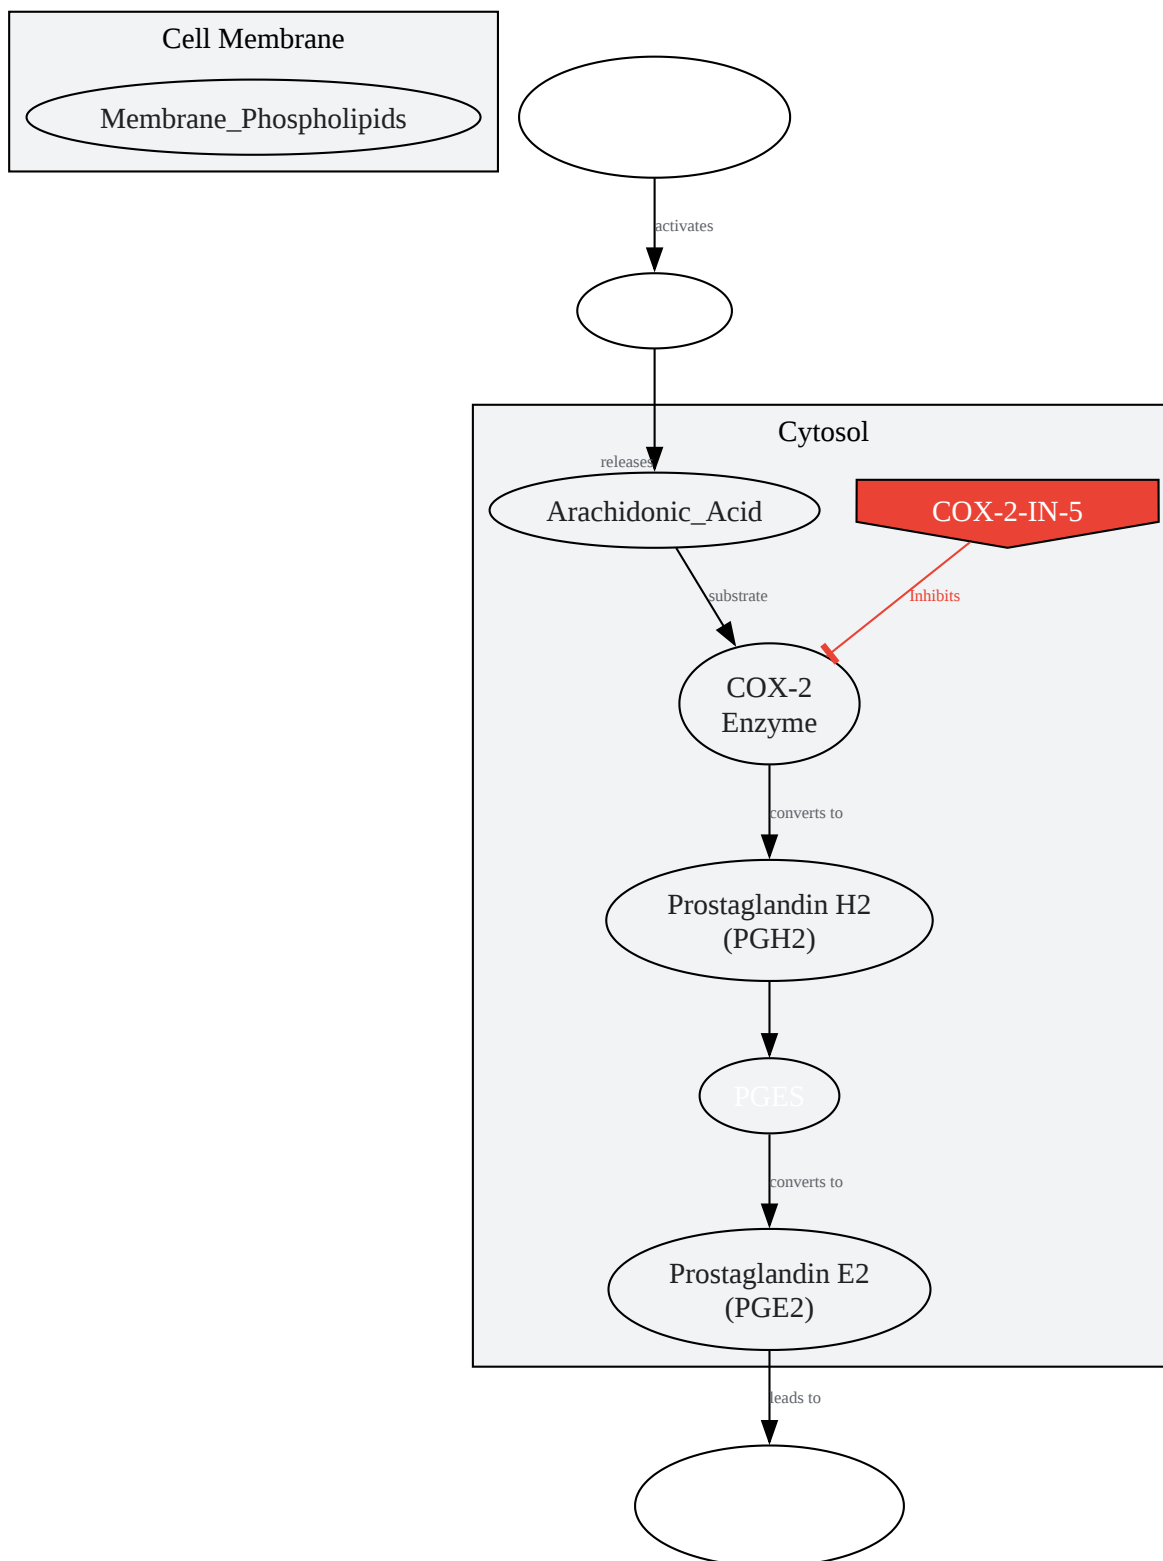 Cell Membrane
Membrane_Phospholipids
activates
releases
Cytosol
Arachidonic_Acid
COX-2-IN-5
substrate
Inhibits
COX-2
Enzyme
converts to
Prostaglandin H2
(PGH2)
PGES
converts to
Prostaglandin E2
(PGE2)
leads to